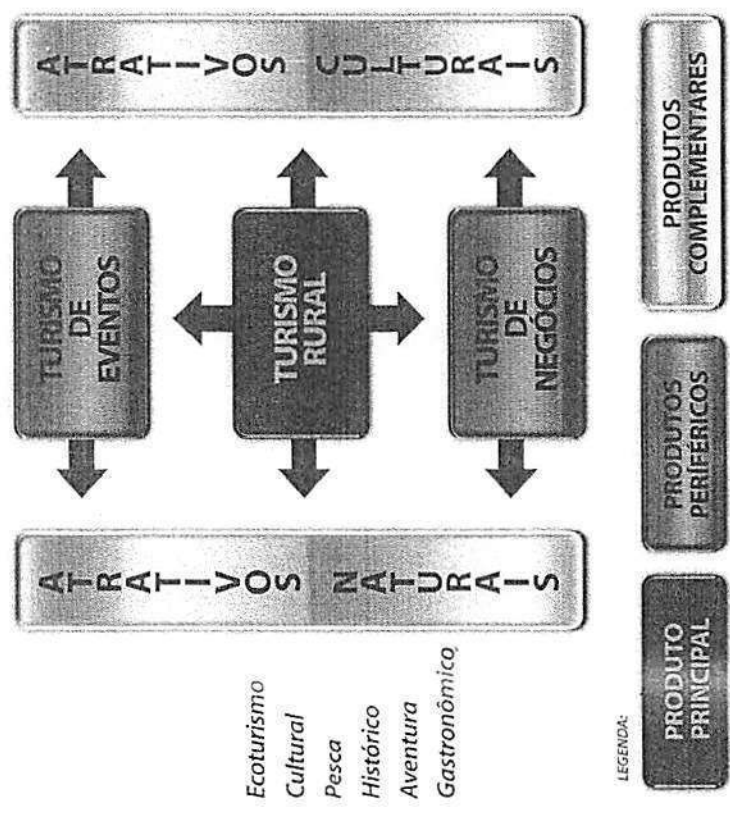 Ecoturismo
Cultural
Pesca
Histórico
Aventura
Gastronômico
ATRATIVOS NATURAIS
TURISMO
DE
EVENTOS
TURISMO
RURAL
TURISMO
DE
NEGÓCIOS
ATRATIVOS CULTURAIS
LEGENDA:
PRODUTO
PRINCIPAL
PRODUTOS
PERÍFÉRICOS
PRODUTOS
COMPLEMENTARES